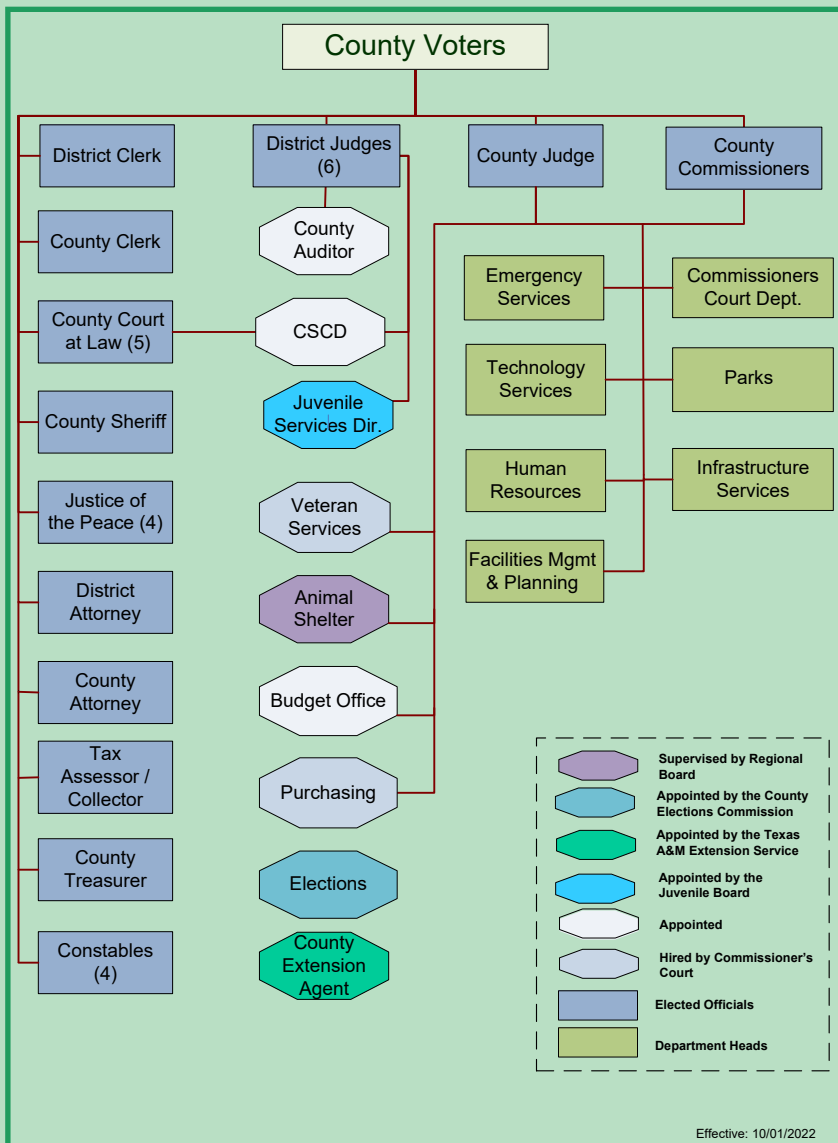 County Voters
District Clerk
District Judges
(6)
County Judge
County
Commissioners
County Clerk
County
Auditor
Emergency
Services
Commissioners
Court Dept.
County Court
at Law (5)
CSCD
Technology
Services
Parks
County Sheriff
Juvenile
Services Dir.
Human
Resources
Infrastructure
Services
Justice of
the Peace (4)
Veteran
Services
Facilities Mgmt
& Planning
District
Attorney
Animal
Shelter
County
Attorney
Budget Office
Tax
Assessor /
Collector
Purchasing
County
Treasurer
Elections
Constables
(4)
County
Extension
Agent
Supervised by Regional
Board
Appointed by the County
Elections Commission
Appointed by the Texas
A&M Extension Service
Appointed by the
Juvenile Board
Appointed
Hired by Commissioner's
Court
Elected Officials
Department Heads
Effective: 10/01/2022